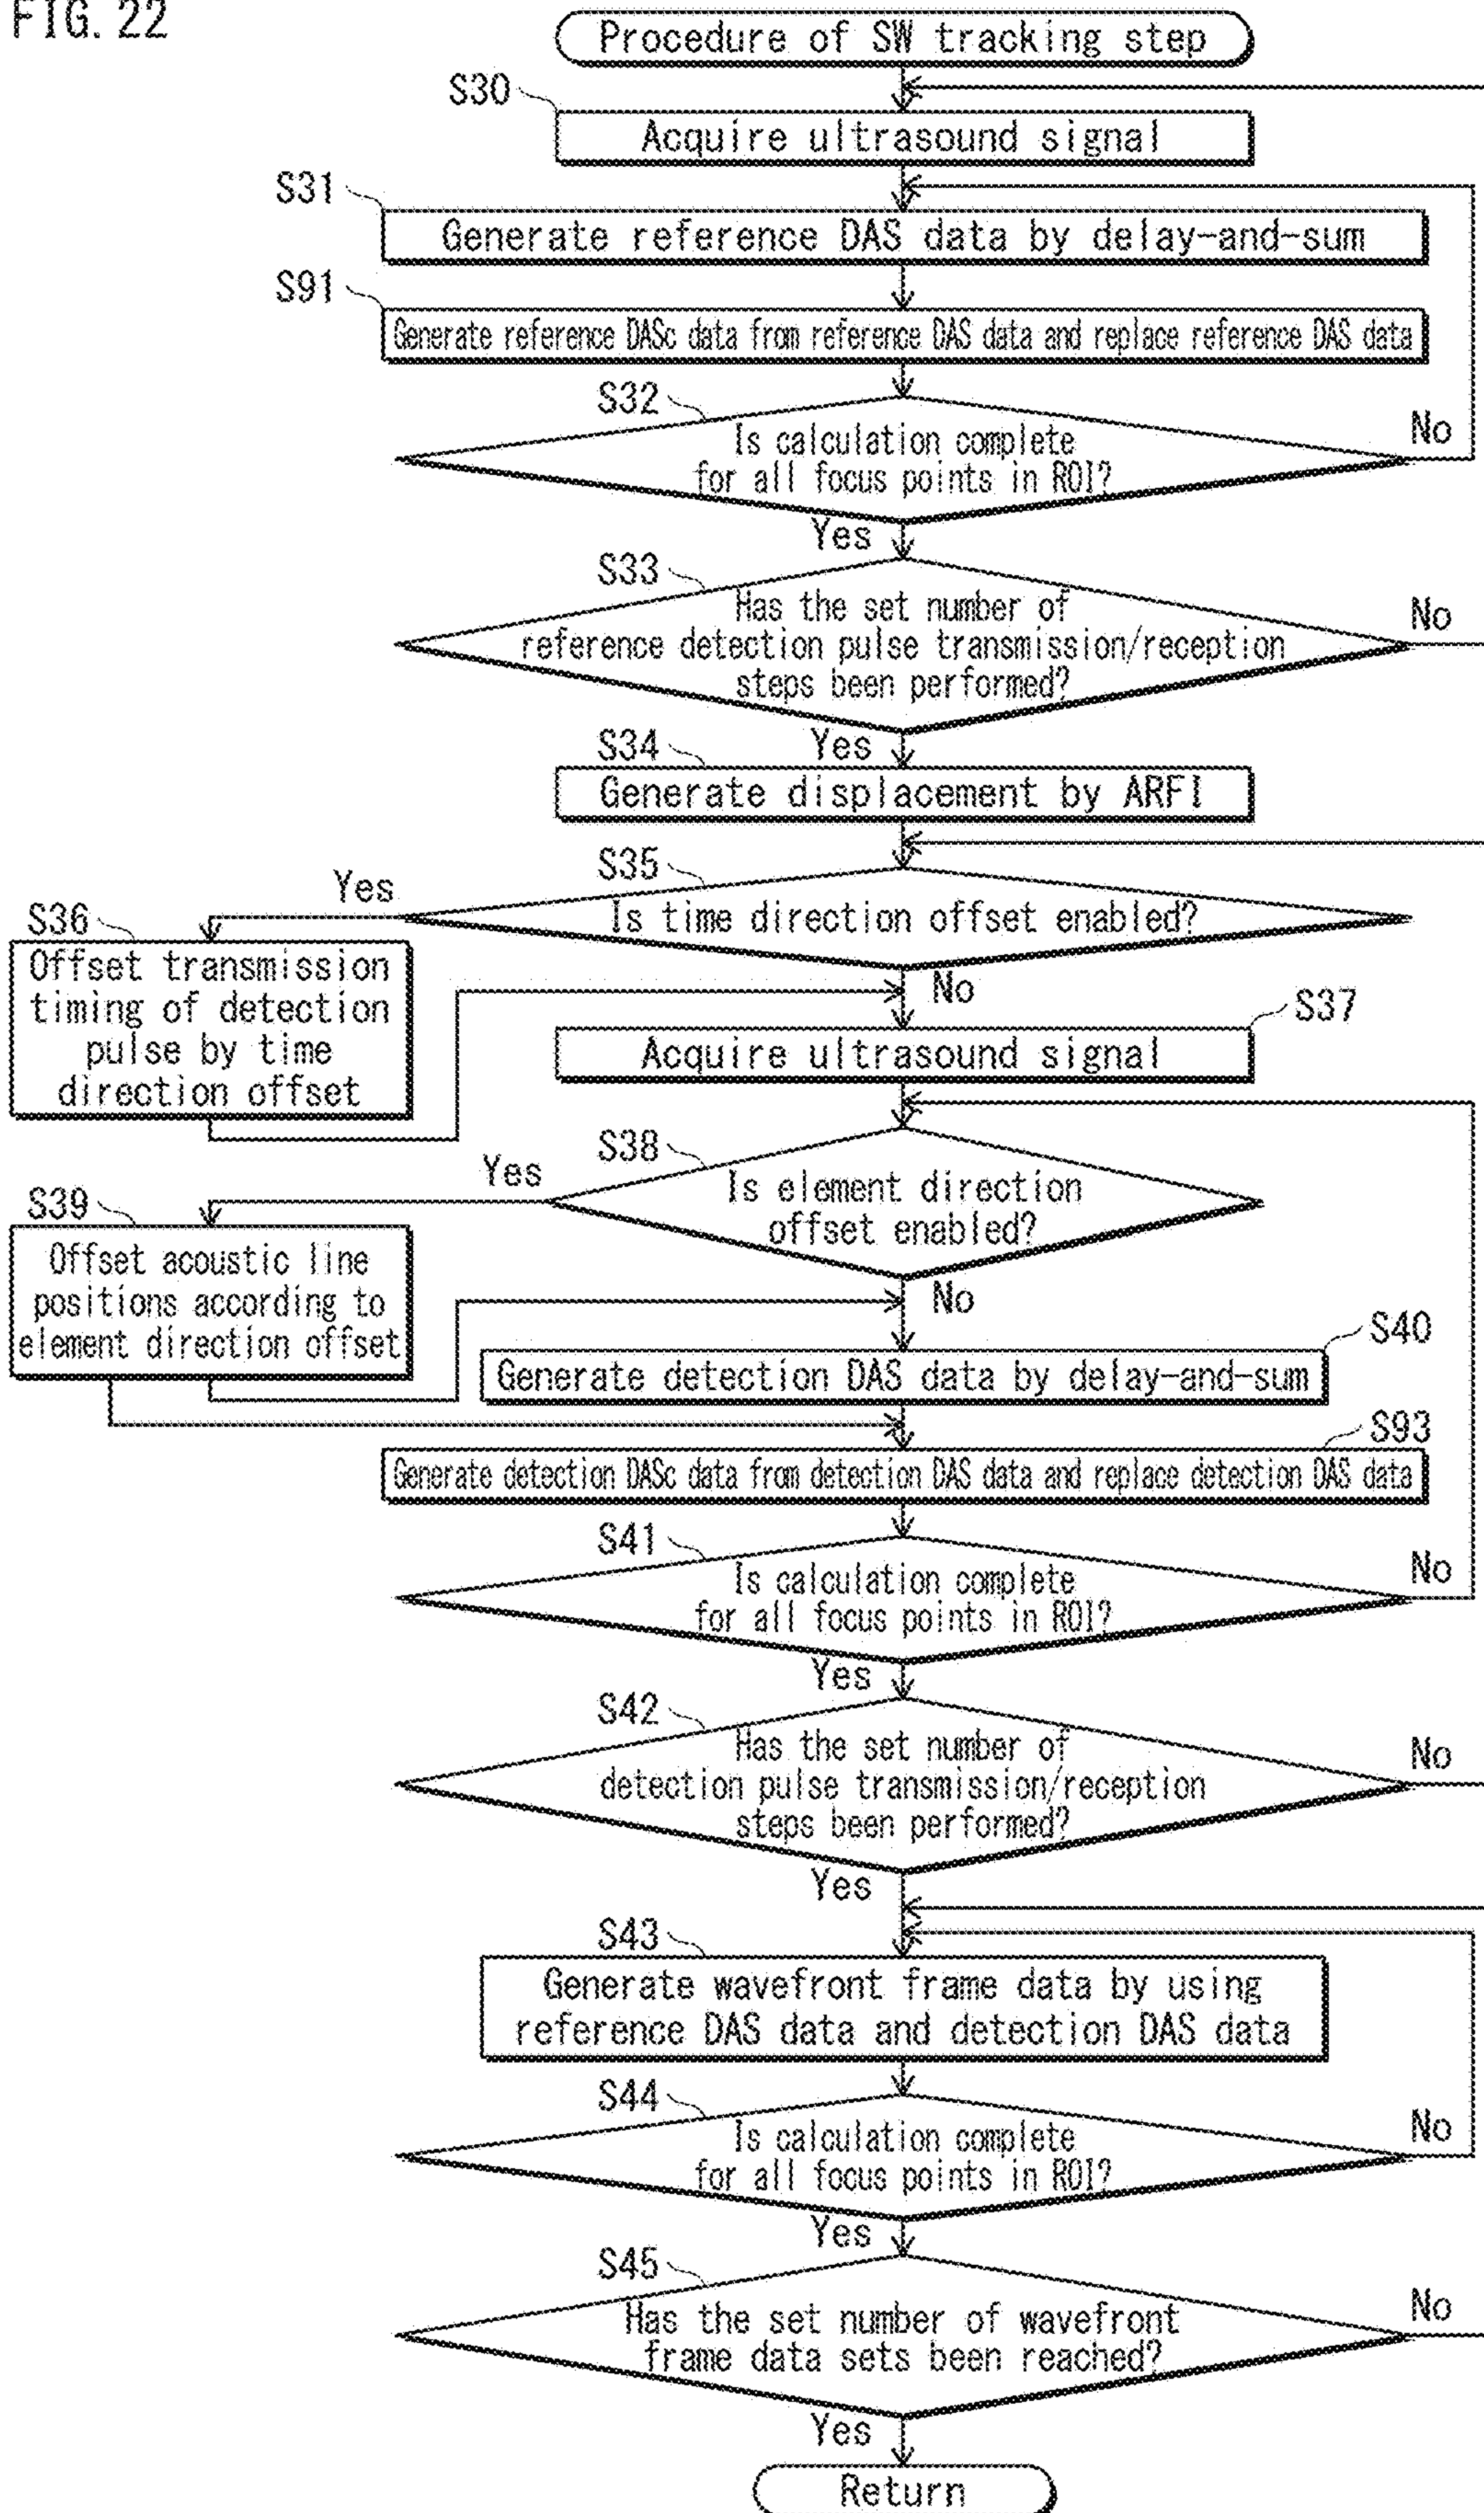 FIG. 22
Procedure of SW tracking step
S30
Acquire ultrasound signal
S31
Generate reference DAS data by delay-and-sum
S91
Generate reference DASc data from reference DAS data and replace reference DAS data
S32
Is calculation complete
for all focus points in ROI?
No
Yes
S33
Has the set number of
reference detection pulse transmission/reception
steps been performed?
No
Yes
S34
Generate displacement by ARFI
S35
Is time direction offset enabled?
Yes
No
S36
Offset transmission
timing of detection
pulse by time
direction offset
S37
Acquire ultrasound signal
S38
Is element direction
offset enabled?
Yes
No
S39
Offset acoustic line
positions according to
element direction offset
S40
Generate detection DAS data by delay-and-sum
S93
Generate detection DASc data from detection DAS data and replace detection DAS data
S41
Is calculation complete
for all focus points in ROI?
No
Yes
S42
Has the set number of
detection pulse transmission/reception
steps been performed?
No
Yes
S43
Generate wavefront frame data by using
reference DAS data and detection DAS data
S44
Is calculation complete
for all focus points in ROI?
No
Yes
S45
Has the set number of wavefront
frame data sets been reached?
No
Yes
Return